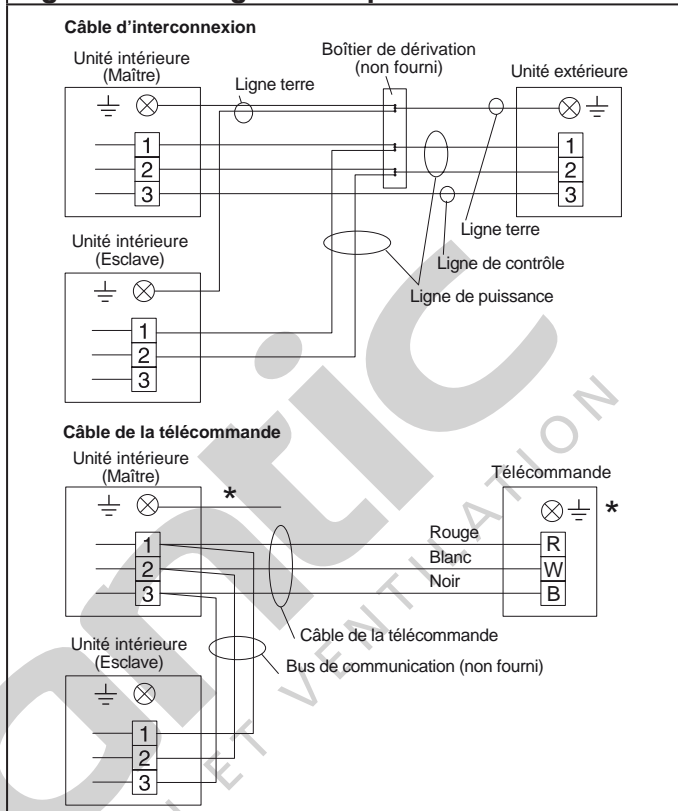 Câble d'interconnexion
Unité intérieure
(Maître)
Ligne terre
Boîtier de dérivation
(non fourni)
Unité extérieure
1
2
3
1
2
3
Ligne terre
Ligne de contrôle
Ligne de puissance
Unité intérieure
(Esclave)
1
2
3
Câble de la télécommande
Unité intérieure
(Maître)
*
Télécommande
*
1
2
3
Rouge
Blanc
Noir
R
W
B
Câble de la télécommande
Bus de communication (non fourni)
Unité intérieure
(Esclave)
1
2
3
ET VENTILATION